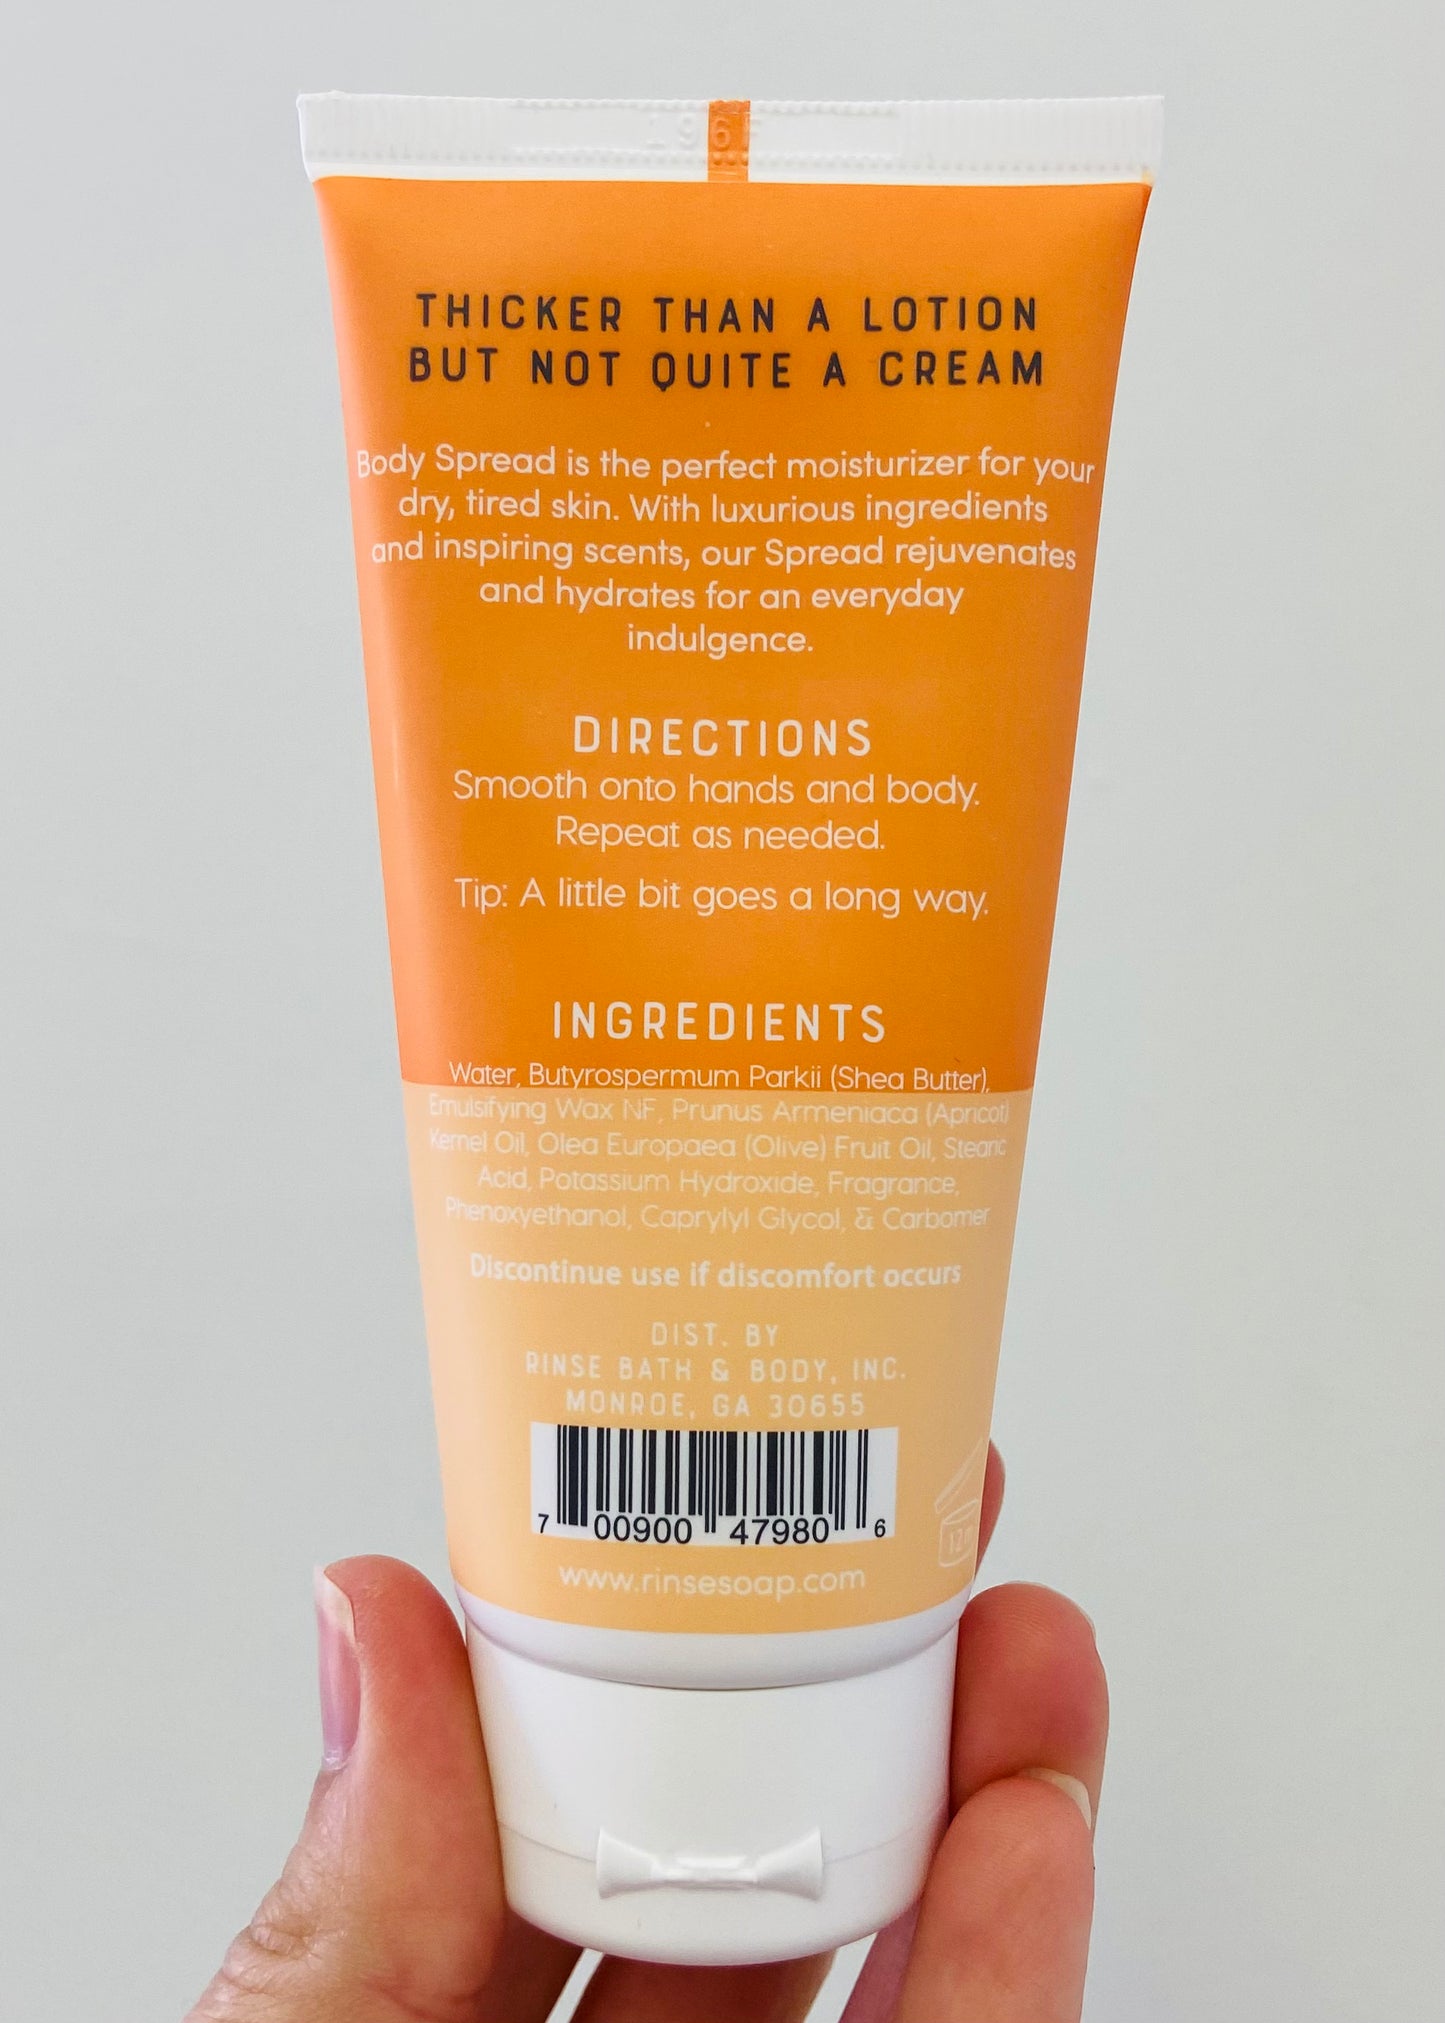 THICKER THAN A LOTION
BUT NOT QUITE A CREAM
Body Spread is the perfect moisturizer for your
dry, tired skin. With luxurious ingredients
and inspiring scents, our Spread rejuvenates
and hydrates for an everyday
indulgence.
DIRECTIONS
Smooth onto hands and body.
Repeat as needed.
Tip: A little bit goes a long way.
INGREDIENTS
Water, Butyrospermum Parkii (Shea Butter),
Emulsifying Wax NF, Prunus Armeniaca (Apricot)
Kernel Oil, Olea Europaea (Olive) Fruit Oil, Stearic
Acid, Potassium Hydroxide, Fragrance,
Phenoxyethanol, Caprylyl Glycol, & Carbomer
Discontinue use if discomfort occurs
DIST. BY
RINSE BATH & BODY, INC.
MONROE, GA 30655
7 00900 47980 6
www.rinsesoap.com